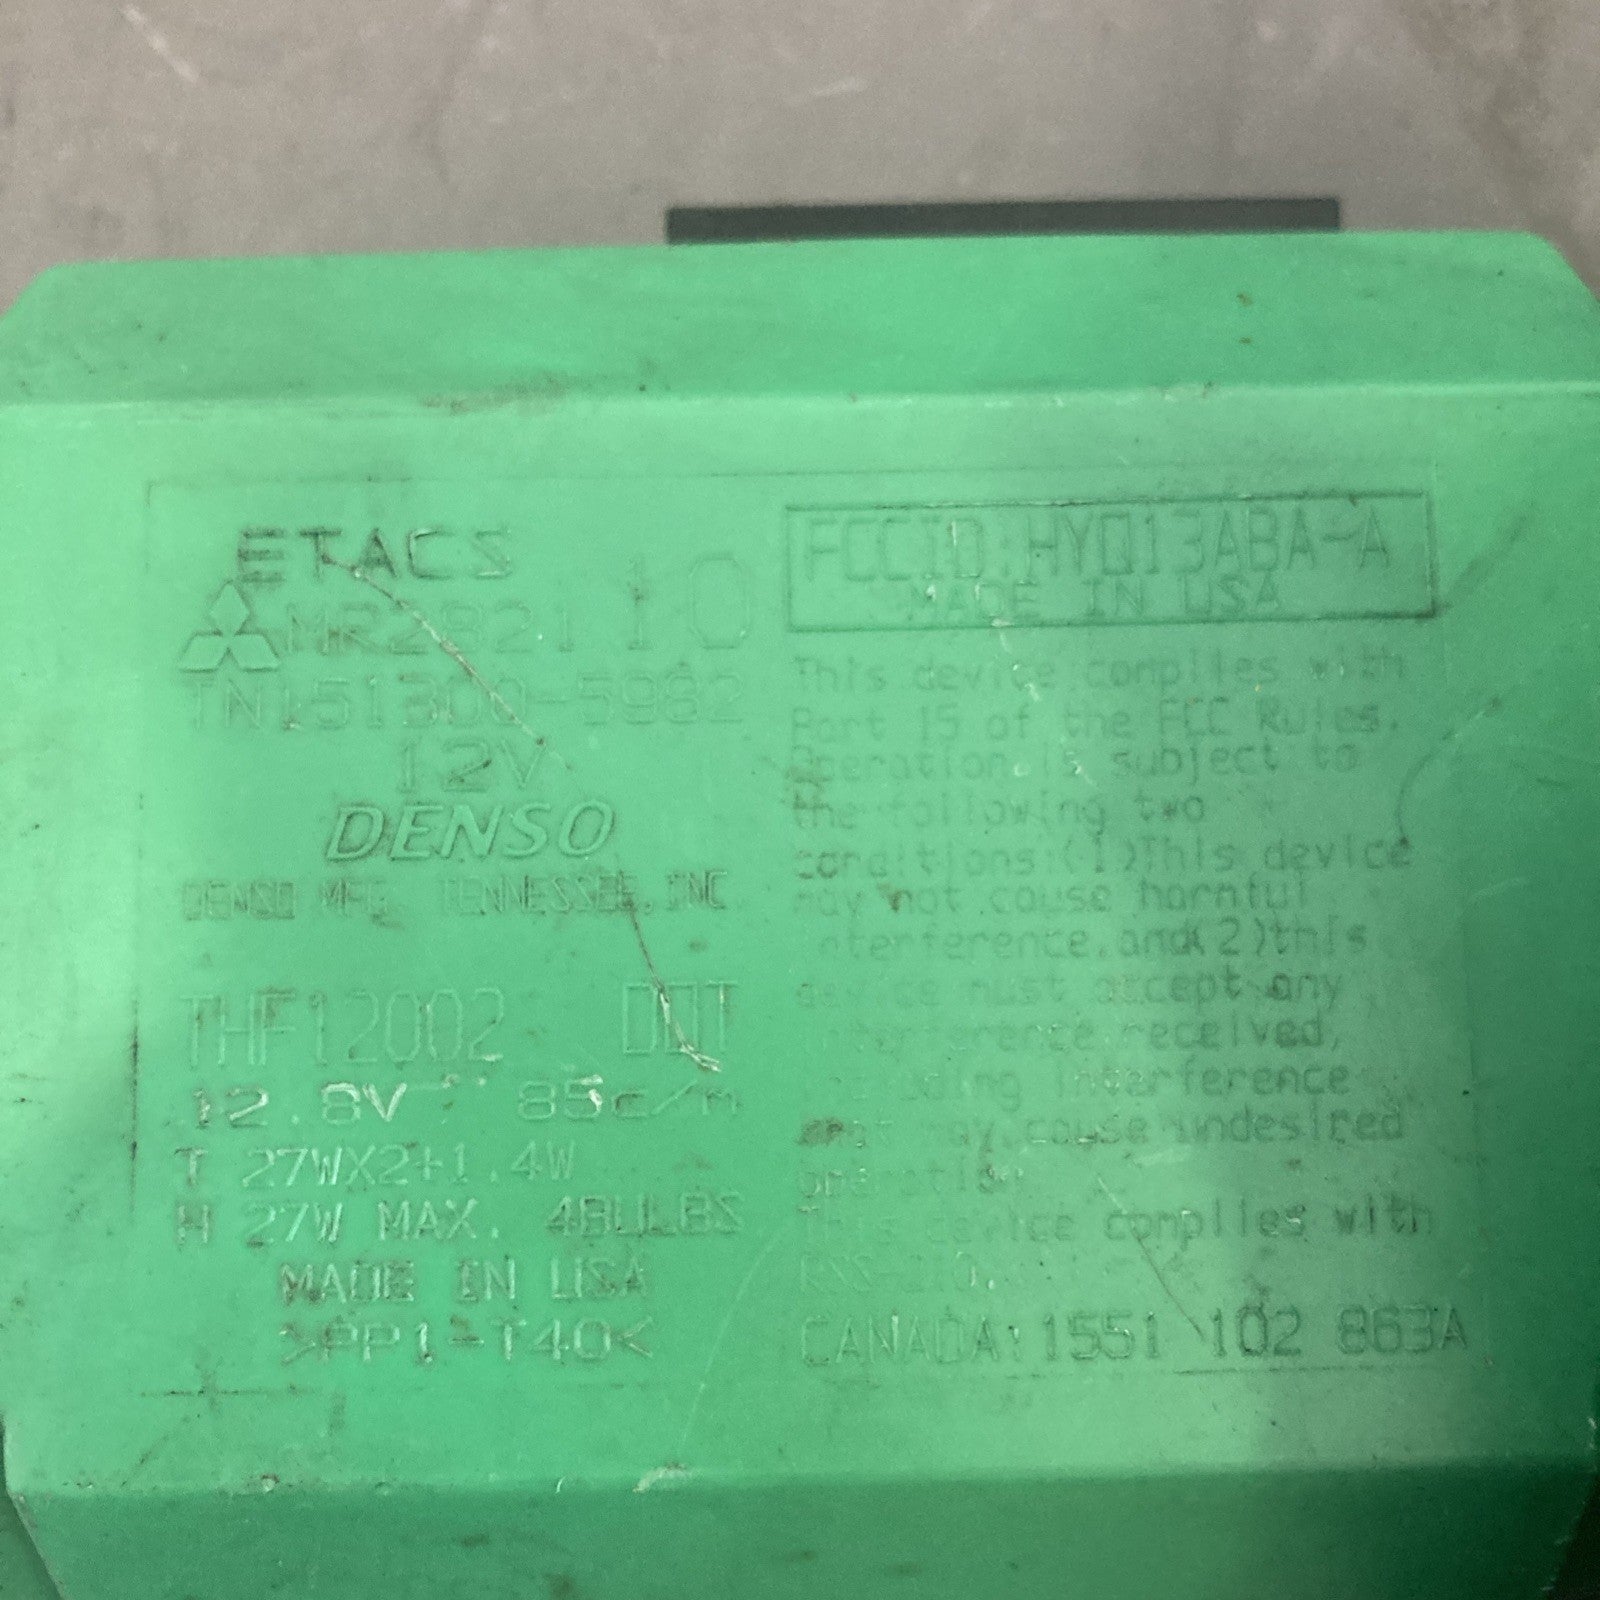 ETACS
MR282110
TN151300-5982
12V
DENSO
DENSO MFG. TENNESSEE, INC.
THF12002 DOT
12.8V 85c/m
T 27WX2+1.4W
H 27W MAX. 4BULBS
MADE IN USA
>PP1-T40<
FCCID:HYQ13ABA-A
MADE IN USA
This device complies with
Part 15 of the FCC Rules.
Operation is subject to
the following two
conditions:(1)This device
may not cause harmful
interference,and(2)this
device must accept any
interference received,
including interference
that may cause undesired
operation.
This device complies with
RSS-210.
CANADA:1551 102 863A